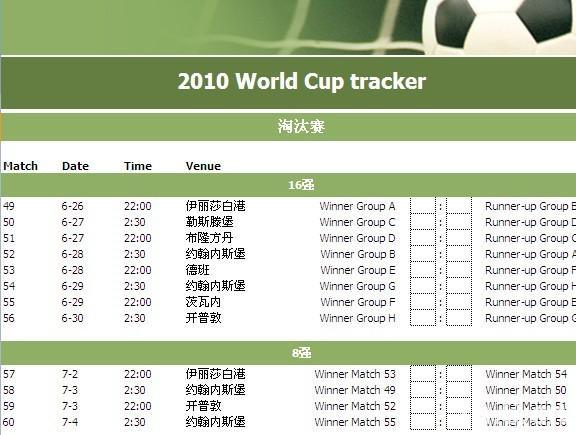 2010 World Cup tracker
淘汰赛
Match Date Time Venue
16强
49 6-26 22:00 伊丽莎白港 Winner Group A : Runner-up Group B
50 6-27 2:30 勒斯滕堡 Winner Group C : Runner-up Group D
51 6-27 22:00 布隆方丹 Winner Group D : Runner-up Group C
52 6-28 2:30 约翰内斯堡 Winner Group B : Runner-up Group A
53 6-28 22:00 德班 Winner Group E : Runner-up Group F
54 6-29 2:30 约翰内斯堡 Winner Group G : Runner-up Group
55 6-29 22:00 茨瓦内 Winner Group F : Runner-up Group E
56 6-30 2:30 开普敦 Winner Group H : Runner-up Group G
8强
57 7-2 22:00 伊丽莎白港 Winner Match 53 : Winner Match 54
58 7-3 2:30 约翰内斯堡 Winner Match 49 : Winner Match 50
59 7-3 22:00 开普敦 Winner Match 52 : Winner Match 51
60 7-4 2:30 约翰内斯堡 Winner Match 55 : Winner Match 56